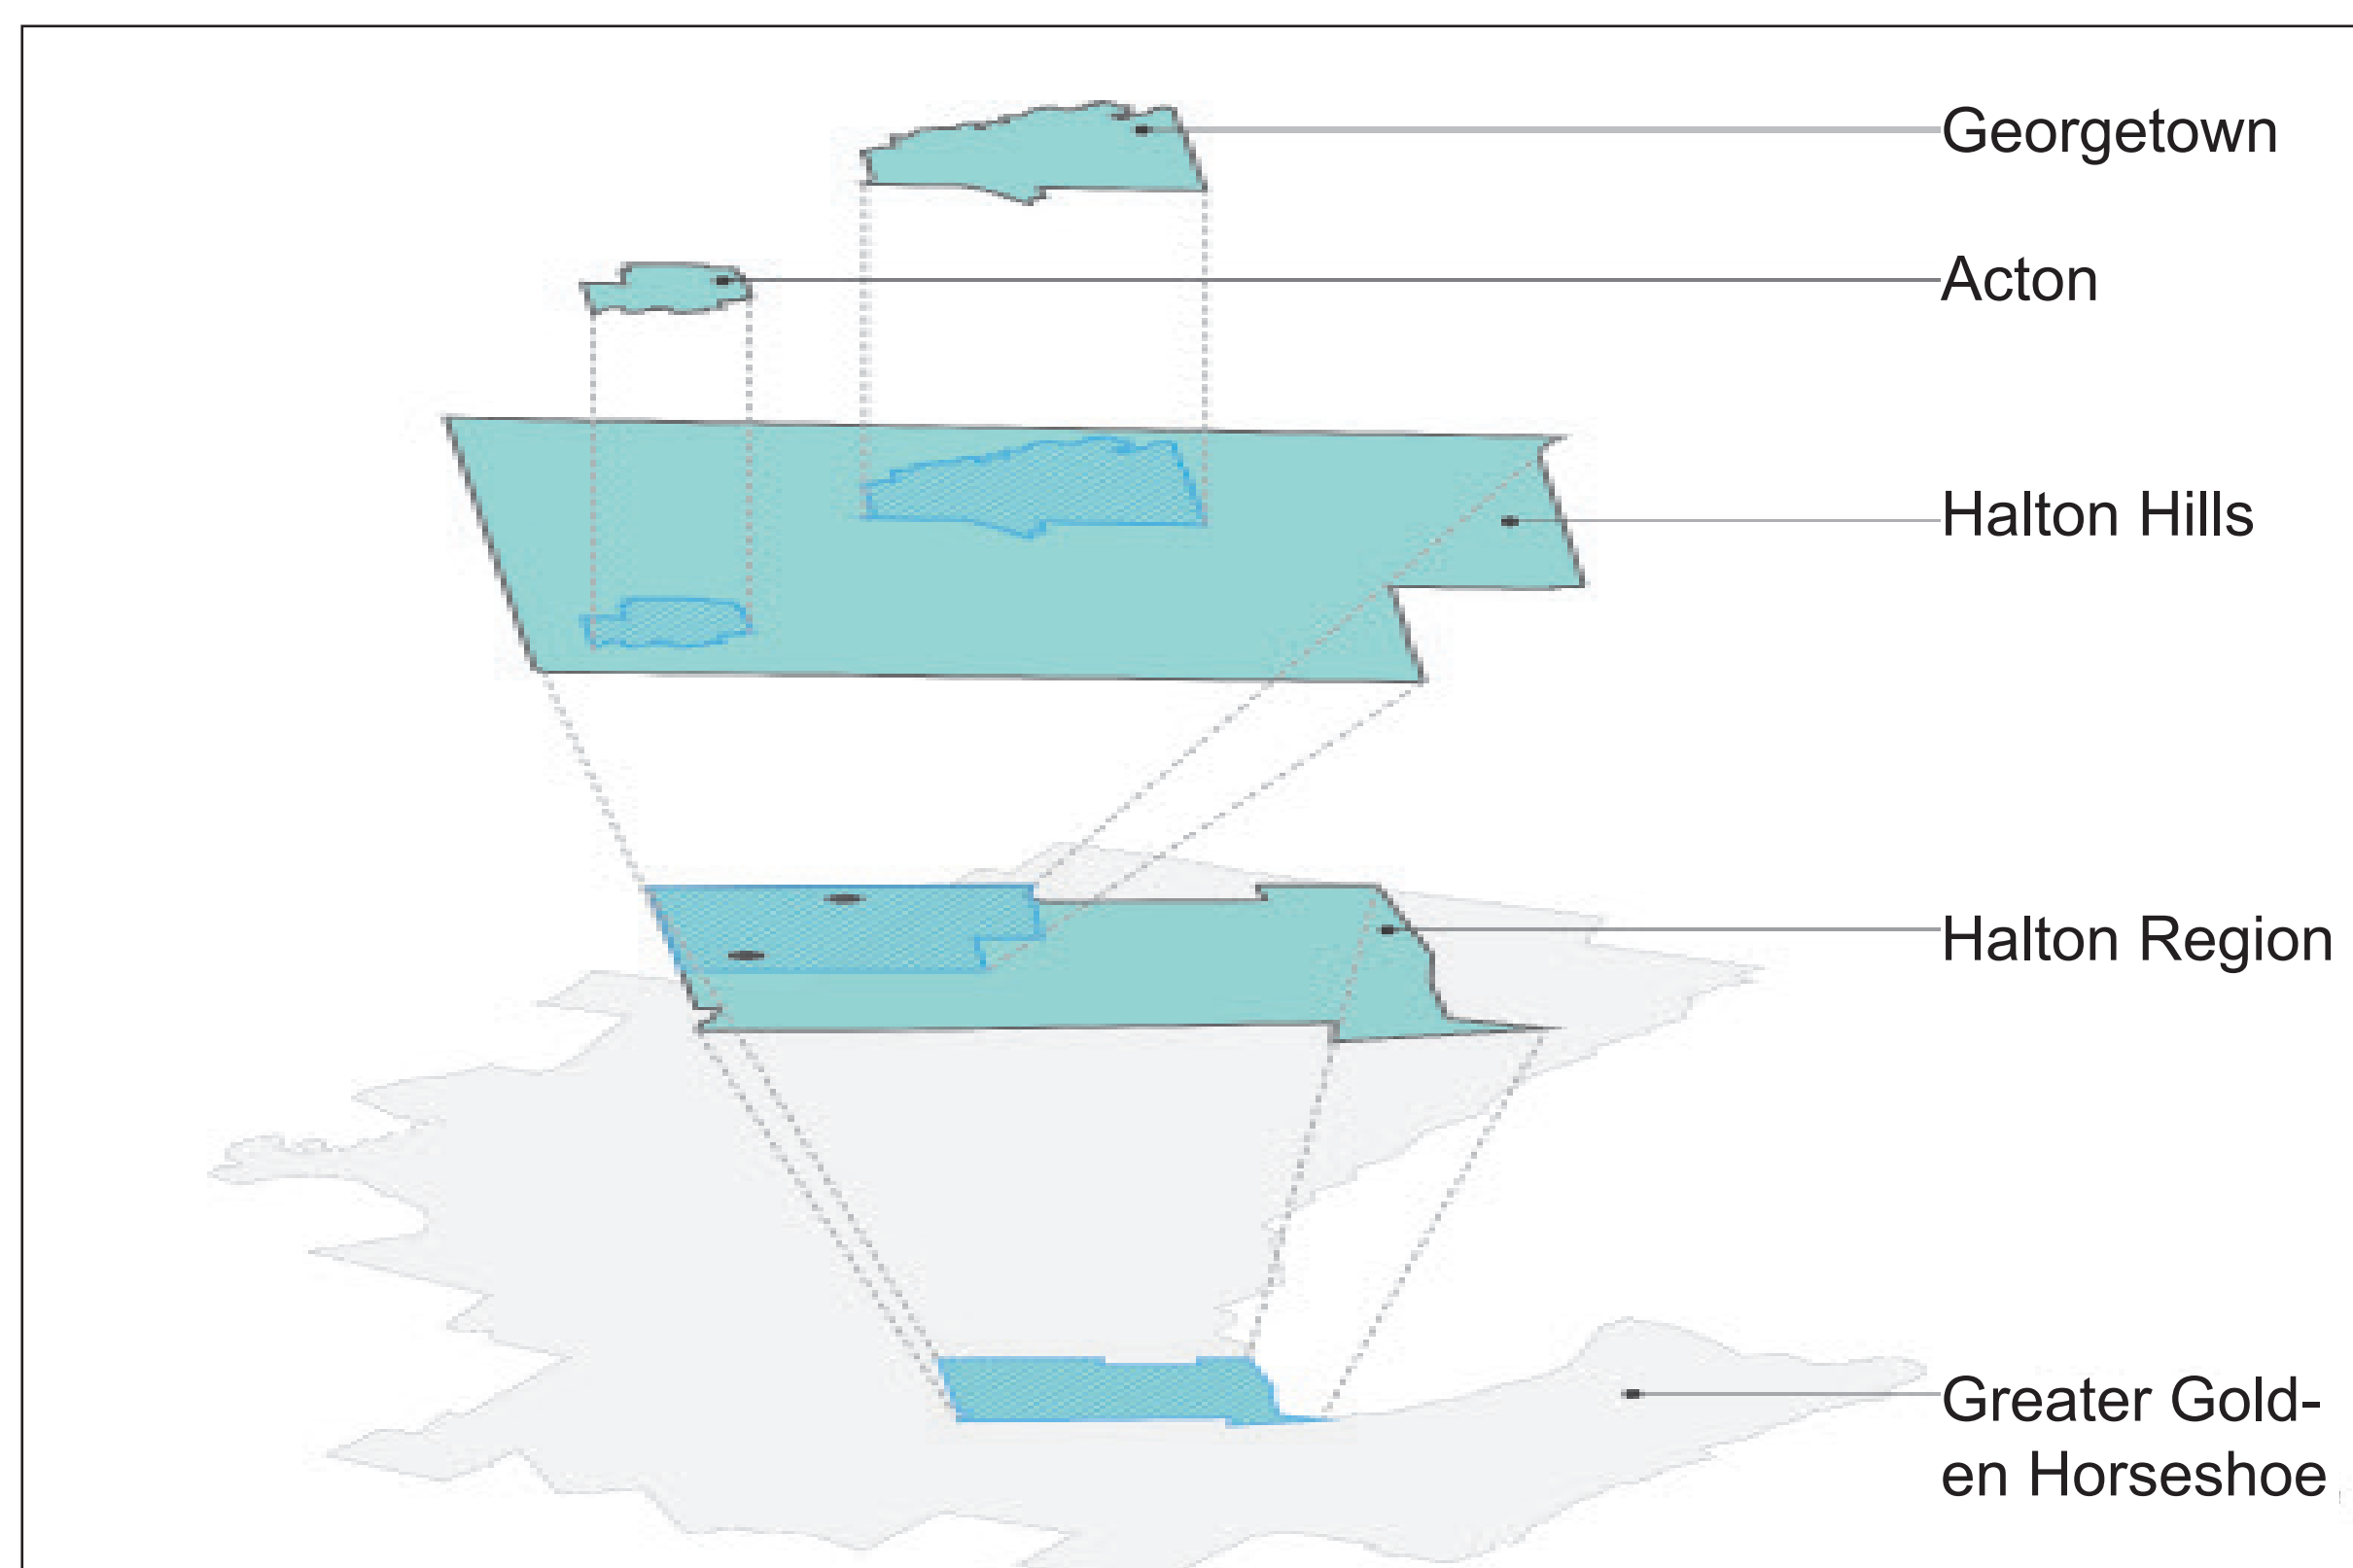 Georgetown
Acton
Halton Hills
Halton Region
Greater Gold-
en Horseshoe